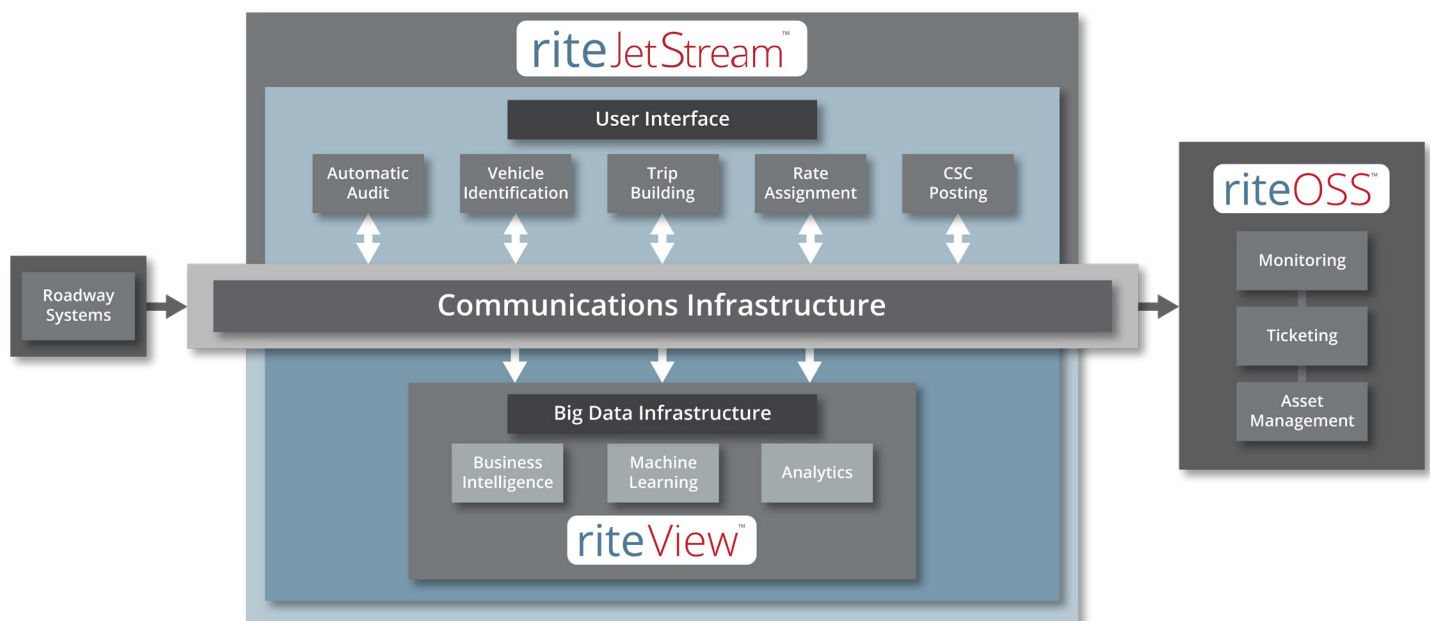 riteJetStream™
User Interface
Automatic
Audit
Vehicle
Identification
Trip
Building
Rate
Assignment
CSC
Posting
Roadway
Systems
Communications Infrastructure
riteOSS™
Monitoring
Ticketing
Asset
Management
Big Data Infrastructure
Business
Intelligence
Machine
Learning
Analytics
riteView™